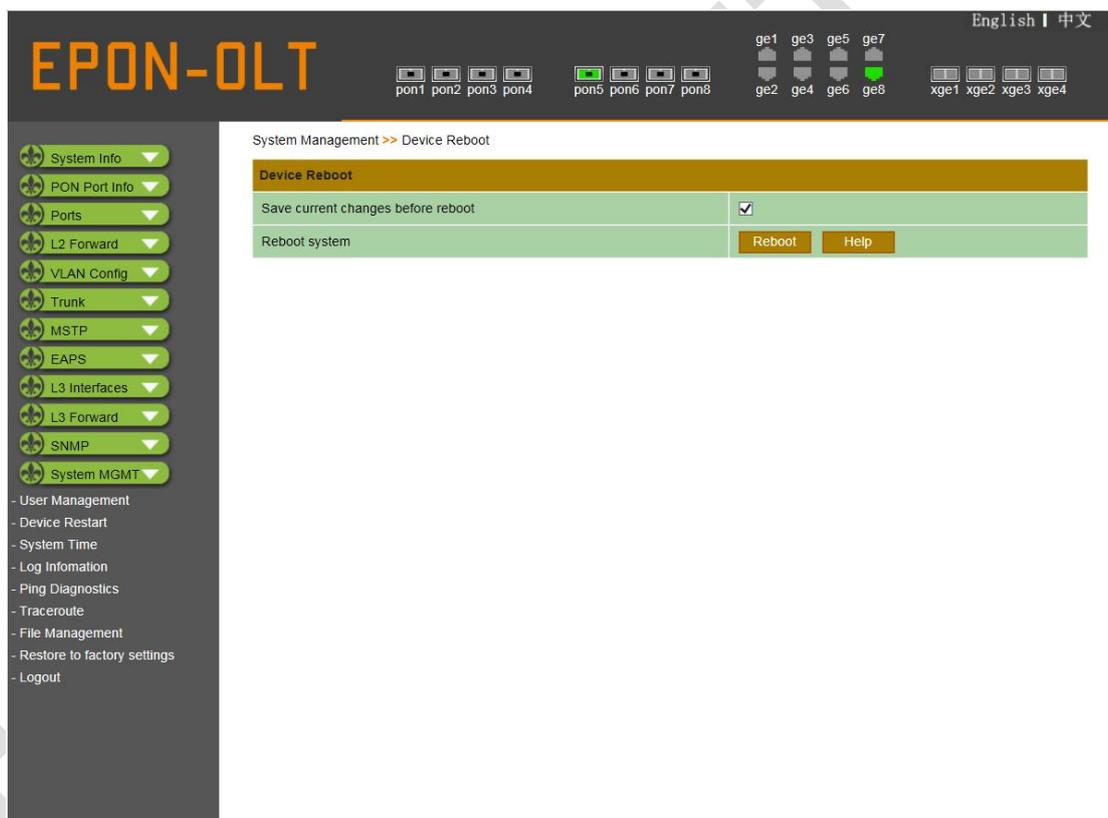 English | 中文
EPON-OLT
ge1 ge3 ge5 ge7
pon1 pon2 pon3 pon4 pon5 pon6 pon7 pon8 ge2 ge4 ge6 ge8 xge1 xge2 xge3 xge4
System Management >> Device Reboot
Device Reboot
Save current changes before reboot
Reboot system Reboot Help
System Info
PON Port Info
Ports
L2 Forward
VLAN Config
Trunk
MSTP
EAPS
L3 Interfaces
L3 Forward
SNMP
System MGMT
- User Management
- Device Restart
- System Time
- Log Infomation
- Ping Diagnostics
- Traceroute
- File Management
- Restore to factory settings
- Logout